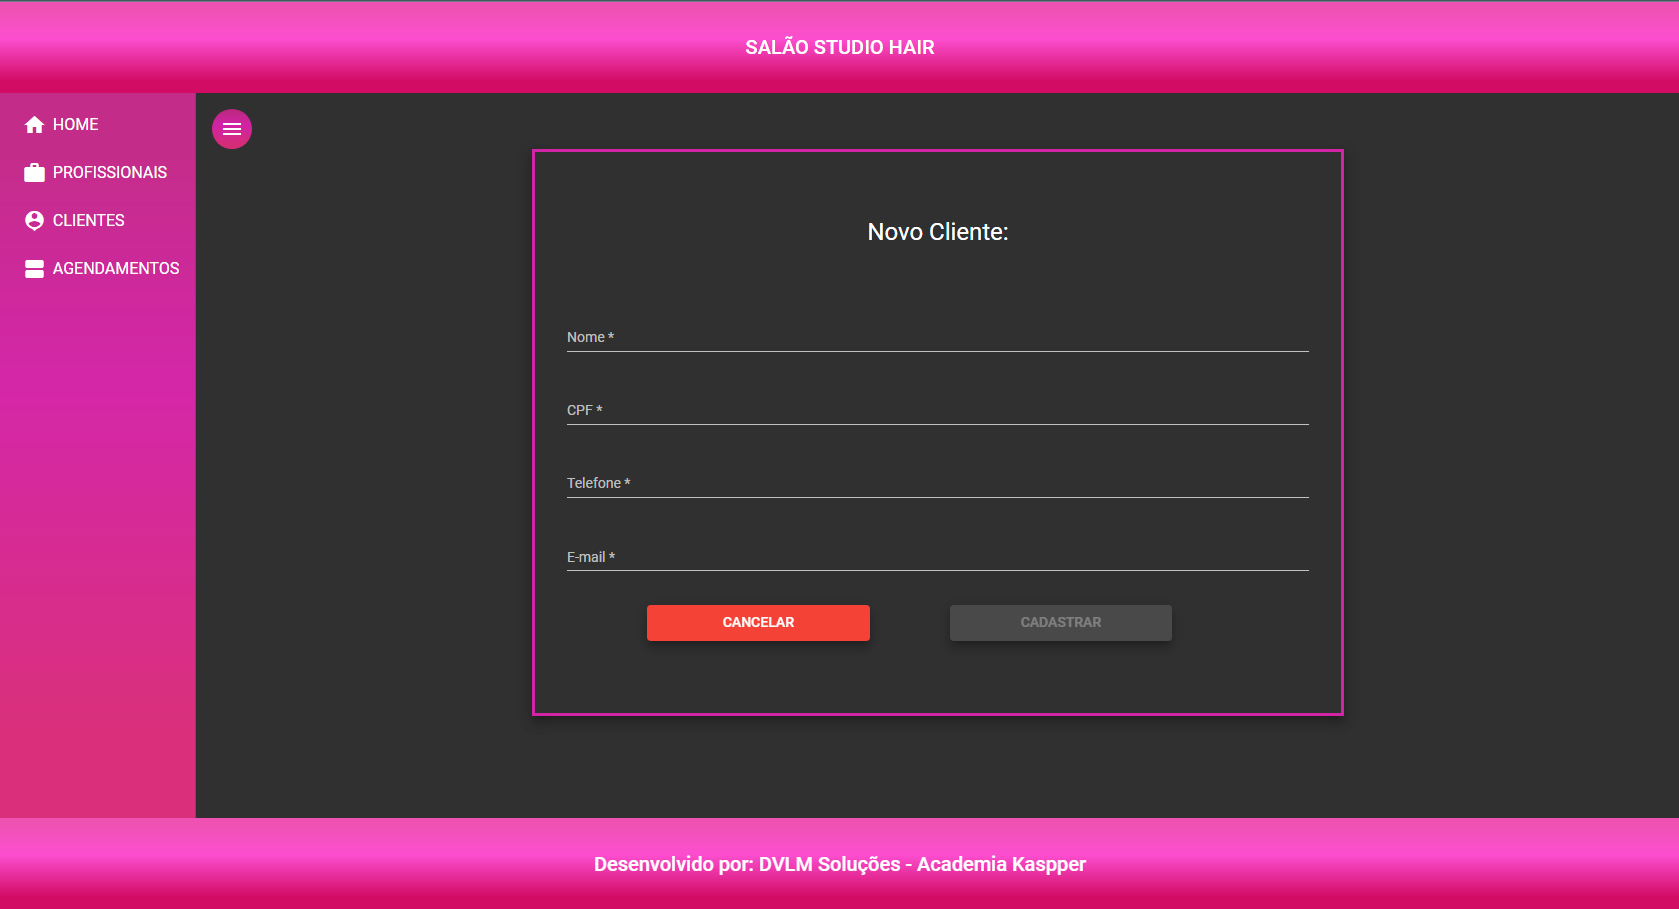 SALÃO STUDIO HAIR
HOME
PROFISSIONAIS
CLIENTES
AGENDAMENTOS
Novo Cliente:
Nome *
CPF *
Telefone *
E-mail *
CANCELAR
CADASTRAR
Desenvolvido por: DVLM Soluções - Academia Kaspper